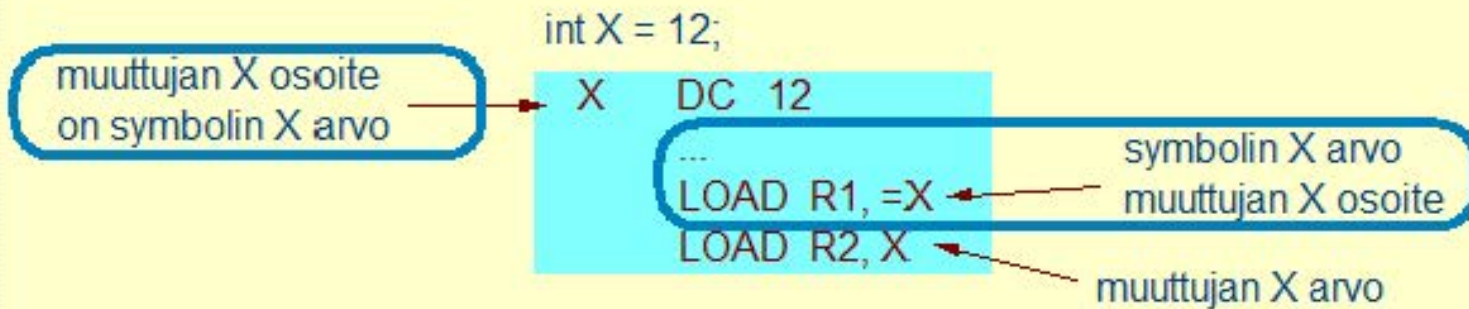 int X = 12;
muuttujan X osoite
on symbolin X arvo
X DC 12
...
LOAD R1, =X
LOAD R2, X
symbolin X arvo
muuttujan X osoite
muuttujan X arvo